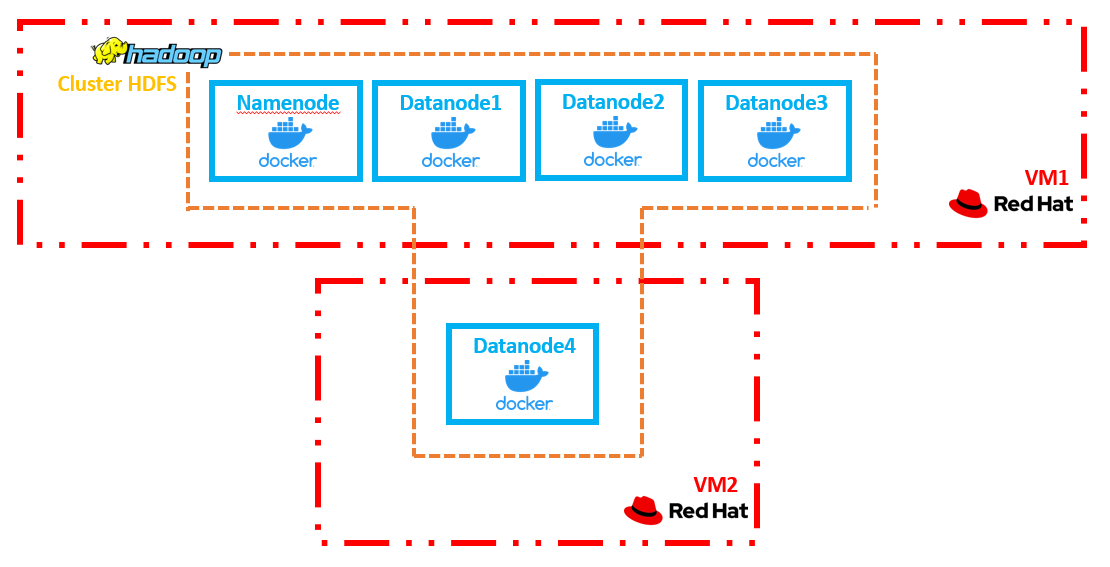 hadoop
Cluster HDFS
Namenode
docker
Datanode1
docker
Datanode2
docker
Datanode3
docker
VM1
Red Hat
Datanode4
docker
VM2
Red Hat